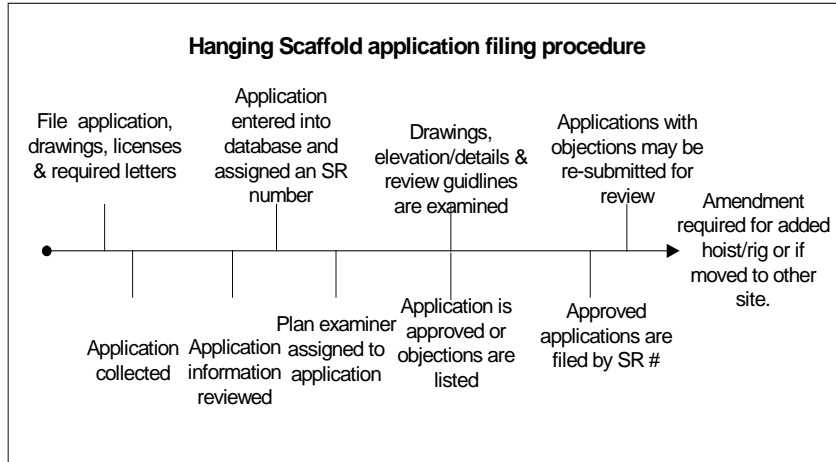 Hanging Scaffold application filing procedure
File application,
drawings, licenses
& required letters
Application
entered into
database and
assigned an SR
number
Drawings,
elevation/details &
review guidlines
are examined
Applications with
objections may be
re-submitted for
review
Amendment
required for added
hoist/rig or if
moved to other
site.
Application
collected
Application
information
reviewed
Plan examiner
assigned to
application
Application is
approved or
objections are
listed
Approved
applications are
filed by SR #